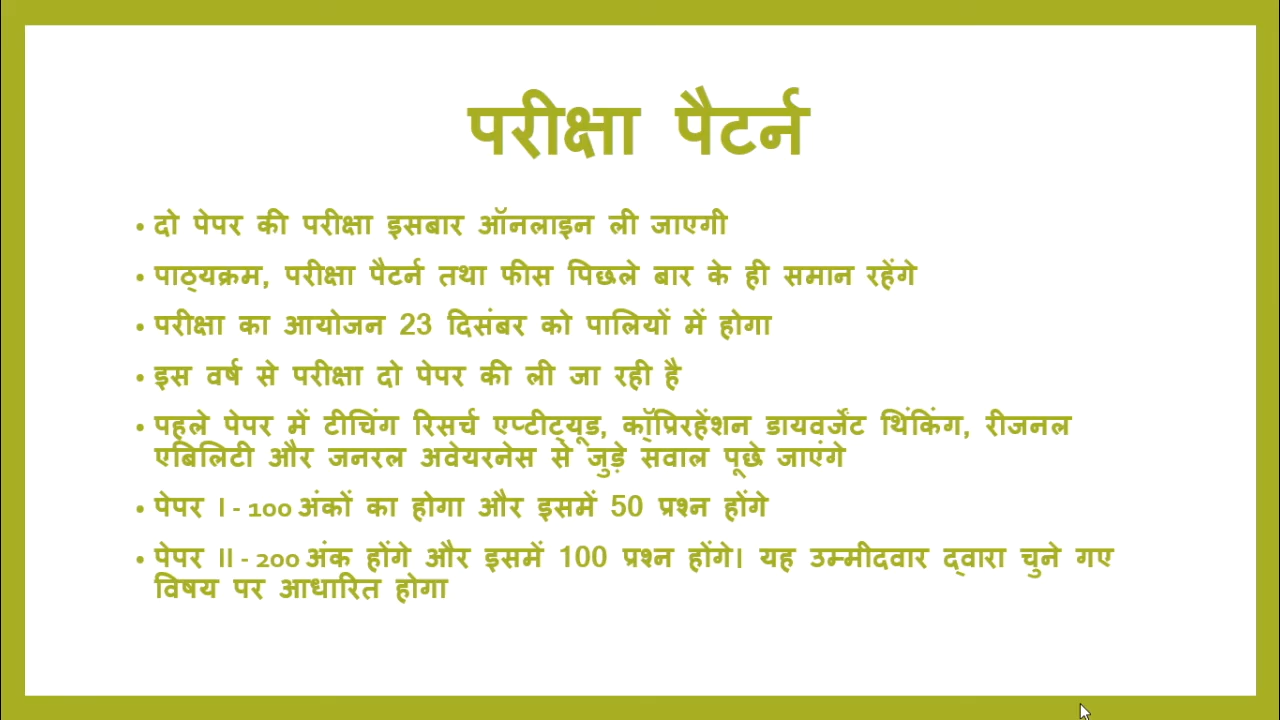 परीक्षा पैटर्न
• दो पेपर की परीक्षा इसबार ऑनलाइन ली जाएगी
• पाठ्यक्रम, परीक्षा पैटर्न तथा फीस पिछले बार के ही समान रहेंगे
• परीक्षा का आयोजन 23 दिसंबर को पालियों में होगा
• इस वर्ष से परीक्षा दो पेपर की ली जा रही है
• पहले पेपर में टीचिंग रिसर्च एप्टीट्यूड, कॉ्प्रिरहेंशन डायवर्जेंट थिंकिंग, रीजनल
एबिलिटी और जनरल अवेयरनेस से जुड़े सवाल पूछे जाएंगे
• पेपर I - 100 अंकों का होगा और इसमें 50 प्रश्न होंगे
• पेपर II - 200 अंक होंगे और इसमें 100 प्रश्न होंगे। यह उम्मीदवार द्वारा चुने गए
विषय पर आधारित होगा